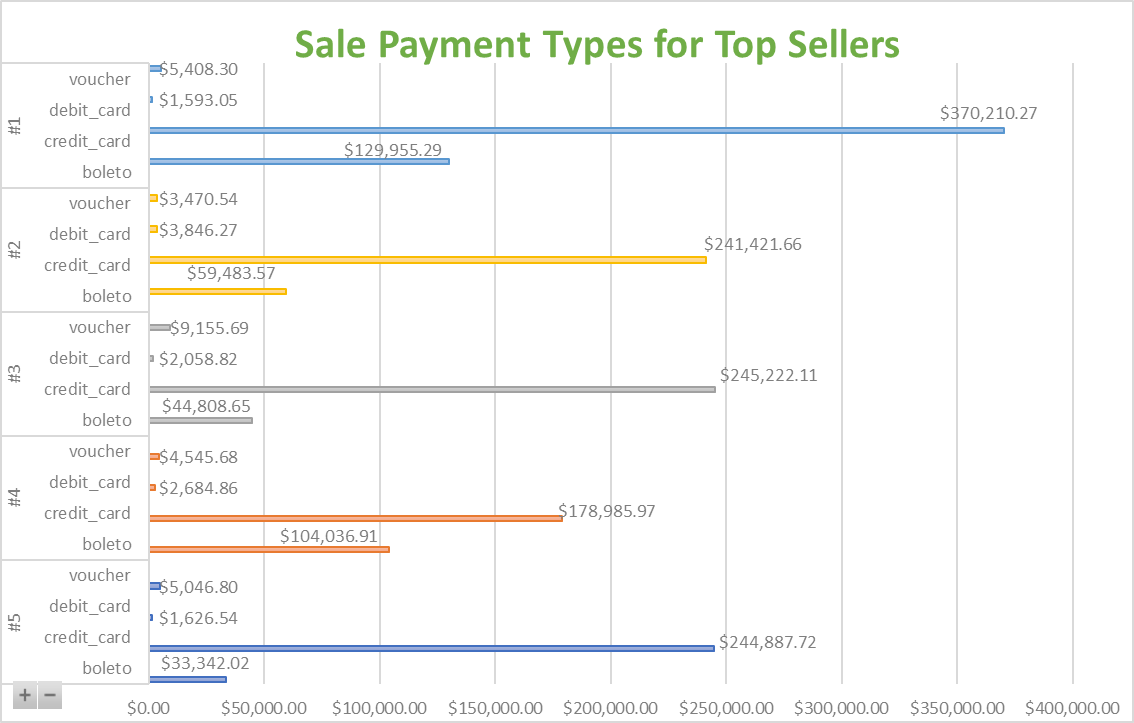 Sale Payment Types for Top Sellers
#1
voucher $5,408.30
debit_card $1,593.05
credit_card $370,210.27
boleto $129,955.29
#2
voucher $3,470.54
debit_card $3,846.27
credit_card $241,421.66
boleto $59,483.57
#3
voucher $9,155.69
debit_card $2,058.82
credit_card $245,222.11
boleto $44,808.65
#4
voucher $4,545.68
debit_card $2,684.86
credit_card $178,985.97
boleto $104,036.91
#5
voucher $5,046.80
debit_card $1,626.54
credit_card $244,887.72
boleto $33,342.02
+ −
$0.00 $50,000.00 $100,000.00 $150,000.00 $200,000.00 $250,000.00 $300,000.00 $350,000.00 $400,000.00